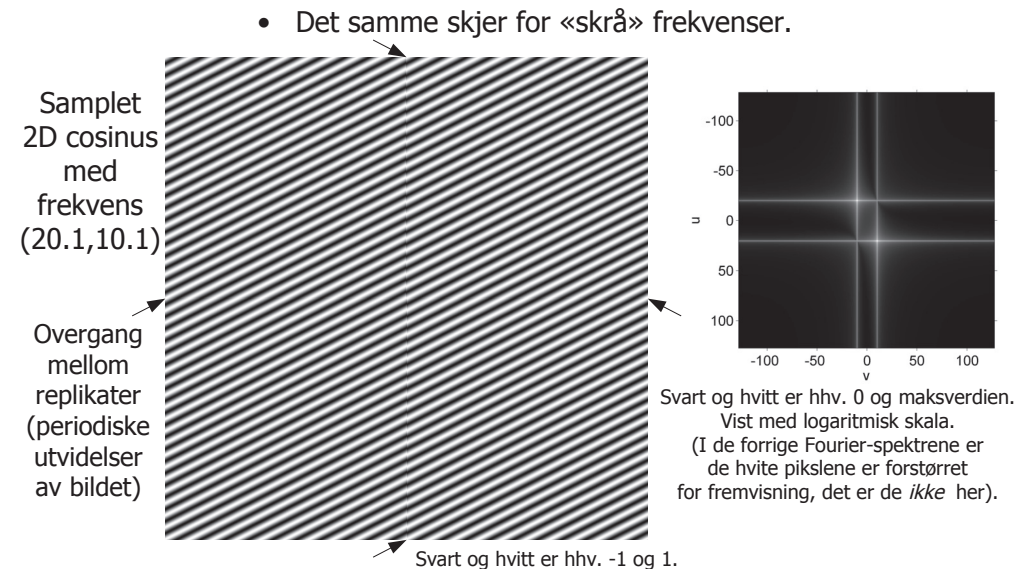 • Det samme skjer for «skrå» frekvenser.
Samplet
2D cosinus
med
frekvens
(20.1,10.1)
Overgang
mellom
replikater
(periodiske
utvidelser
av bildet)
Svart og hvitt er hhv. -1 og 1.
-100
-50
0
50
100
u
-100 -50 0 50 100
v
Svart og hvitt er hhv. 0 og maksverdien.
Vist med logaritmisk skala.
(I de forrige Fourier-spektrene er
de hvite pikslene er forstørret
for fremvisning, det er de ikke her).